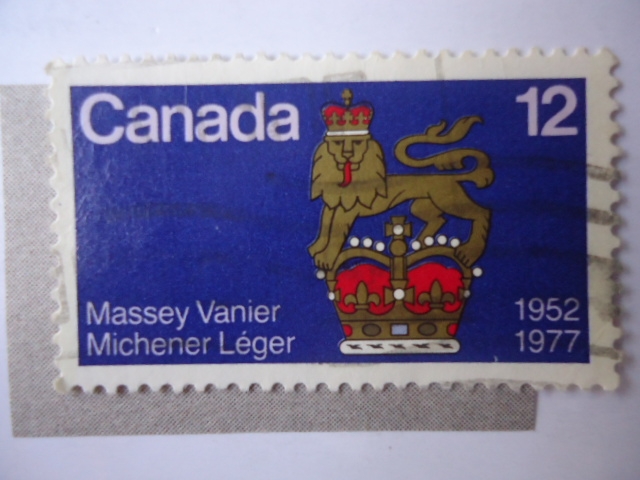 Canada 12
Massey Vanier 1952
Michener Léger 1977